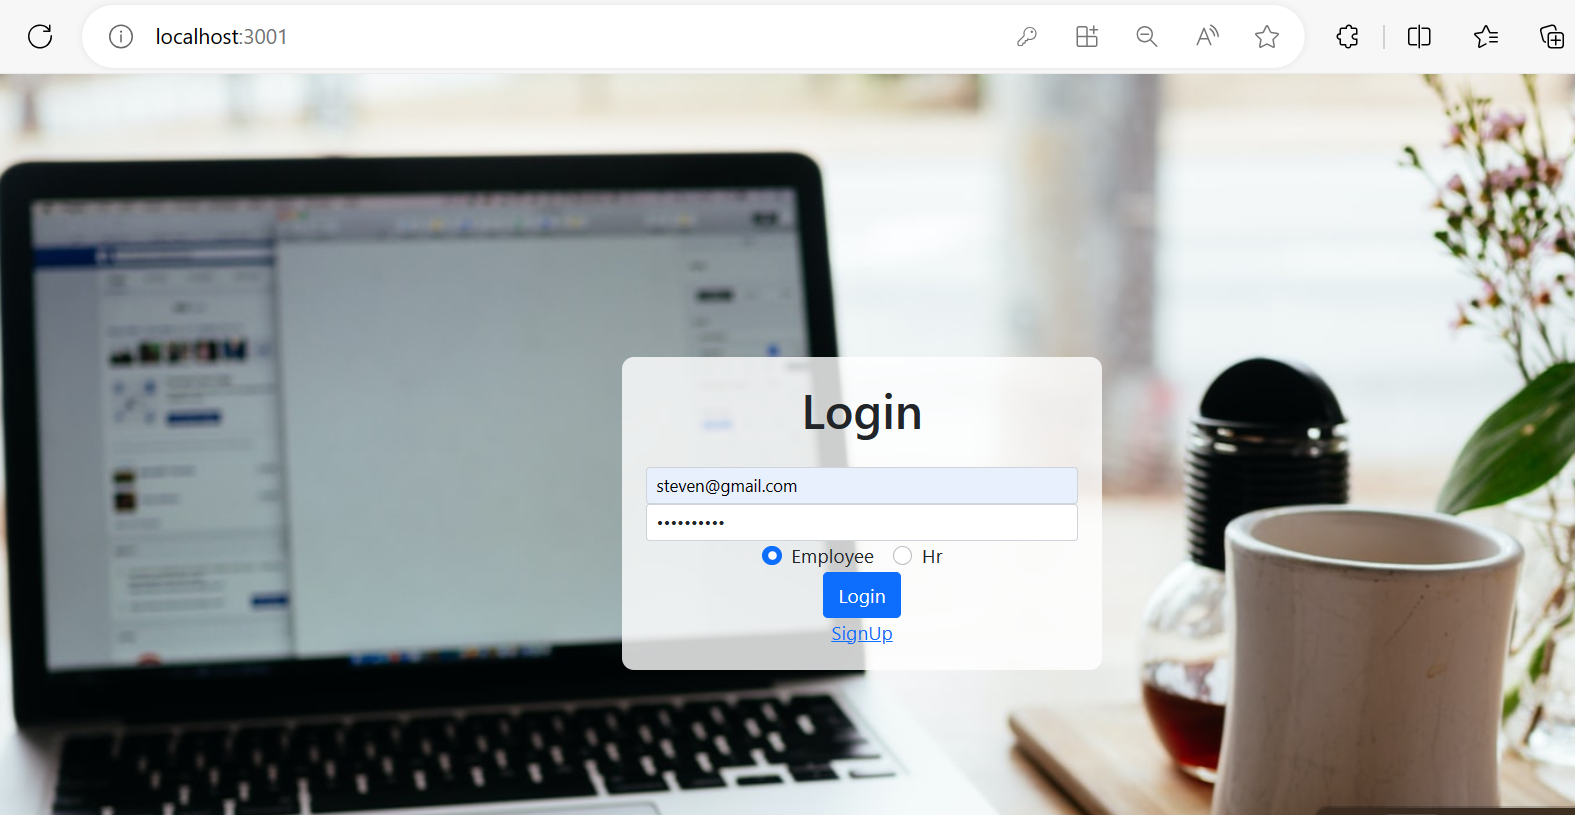 localhost:3001
Login
steven@gmail.com
••••••••••
Employee Hr
Login
SignUp